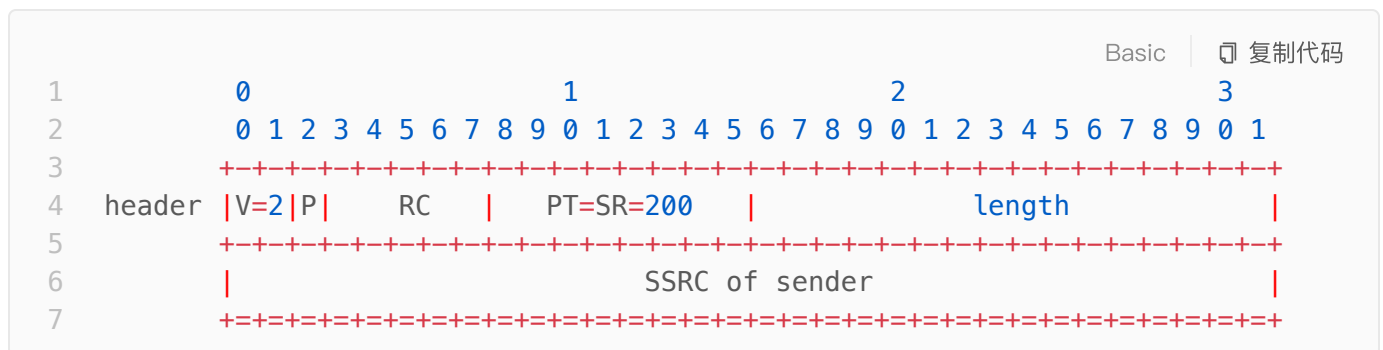 Basic 复制代码
1                     0                   1                   2                   3
2                     0 1 2 3 4 5 6 7 8 9 0 1 2 3 4 5 6 7 8 9 0 1 2 3 4 5 6 7 8 9 0 1
3                    +-+-+-+-+-+-+-+-+-+-+-+-+-+-+-+-+-+-+-+-+-+-+-+-+-+-+-+-+-+-+-+-+
4             header |V=2|P|    RC   |   PT=SR=200   |             length            |
5                    +-+-+-+-+-+-+-+-+-+-+-+-+-+-+-+-+-+-+-+-+-+-+-+-+-+-+-+-+-+-+-+-+
6                    |                         SSRC of sender                        |
7                    +=+=+=+=+=+=+=+=+=+=+=+=+=+=+=+=+=+=+=+=+=+=+=+=+=+=+=+=+=+=+=+=+